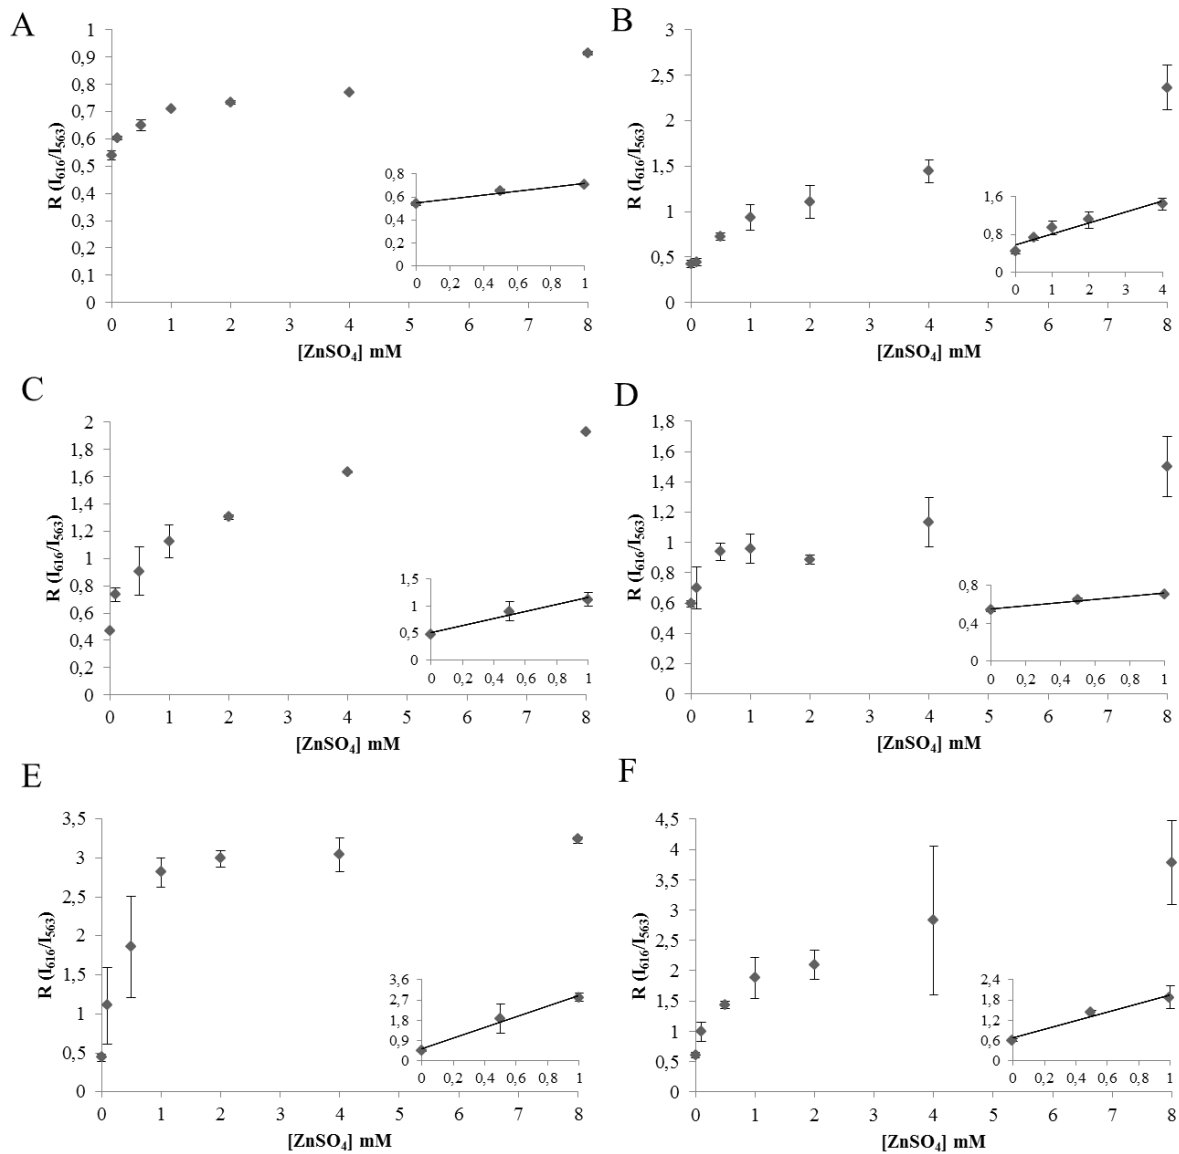 A
R (I616/I563)
1
0,9
0,8
0,7
0,6
0,5
0,4
0,3
0,2
0,1
0
0 1 2 3 4 5 6 7 8
[ZnSO4] mM
0,8
0,6
0,4
0,2
0
0 0,2 0,4 0,6 0,8 1
B
R (I616/I563)
3
2,5
2
1,5
1
0,5
0
0 1 2 3 4 5 6 7 8
[ZnSO4] mM
1,6
0,8
0
0 1 2 3 4
C
R (I616/I563)
2
1,8
1,6
1,4
1,2
1
0,8
0,6
0,4
0,2
0
0 1 2 3 4 5 6 7 8
[ZnSO4] mM
1,5
1
0,5
0
0 0,2 0,4 0,6 0,8 1
D
R (I616/I563)
1,8
1,6
1,4
1,2
1
0,8
0,6
0,4
0,2
0
0 1 2 3 4 5 6 7 8
[ZnSO4] mM
0,8
0,4
0
0 0,2 0,4 0,6 0,8 1
E
R (I616/I563)
3,5
3
2,5
2
1,5
1
0,5
0
0 1 2 3 4 5 6 7 8
[ZnSO4] mM
3,6
2,7
1,8
0,9
0
0 0,2 0,4 0,6 0,8 1
F
R (I616/I563)
4,5
4
3,5
3
2,5
2
1,5
1
0,5
0
0 1 2 3 4 5 6 7 8
[ZnSO4] mM
2,4
1,8
1,2
0,6
0
0 0,2 0,4 0,6 0,8 1